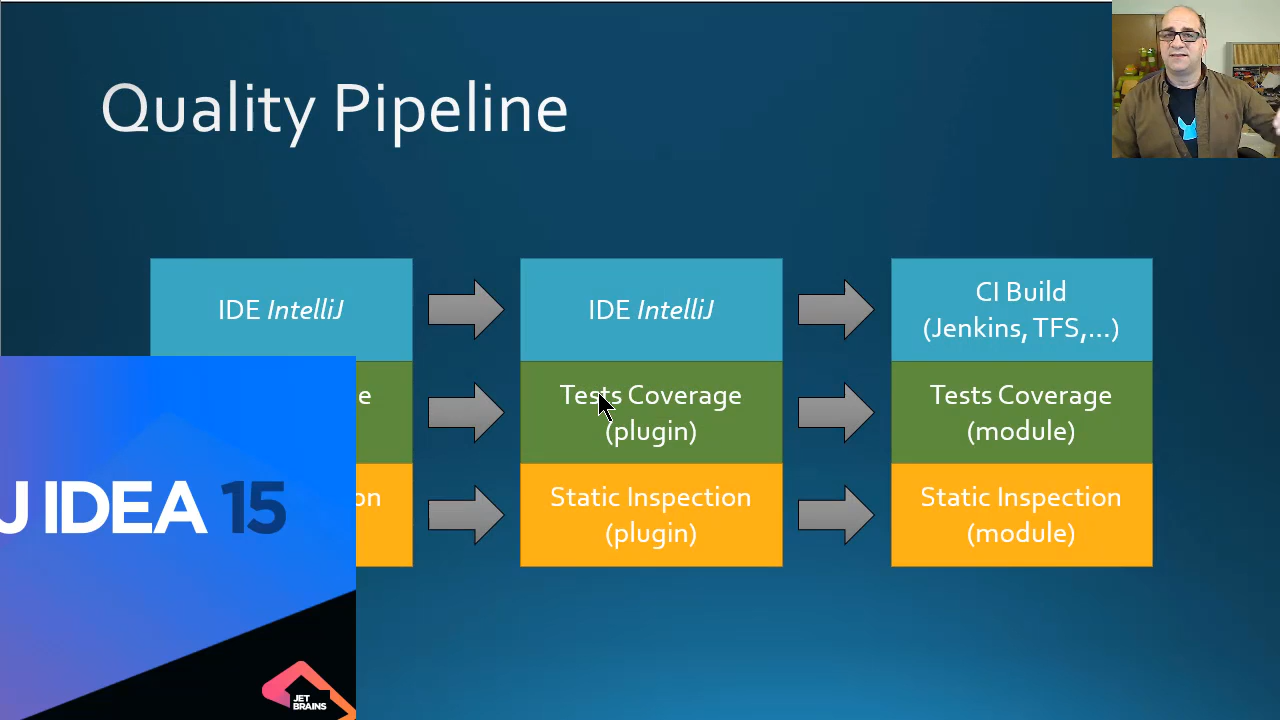 Quality Pipeline
IDE IntelliJ
IDE IntelliJ
CI Build
(Jenkins, TFS,...)
Tests Coverage
(plugin)
Tests Coverage
(module)
Static Inspection
(plugin)
Static Inspection
(module)
J IDEA 15
JET
BRAINS